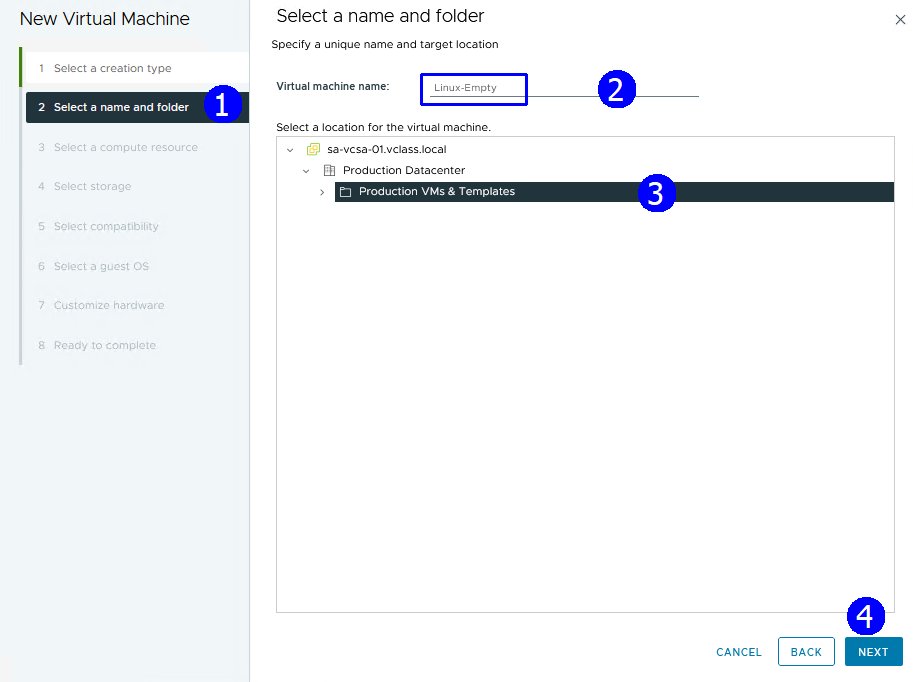 New Virtual Machine
1 Select a creation type
2 Select a name and folder
1
3 Select a compute resource
4 Select storage
5 Select compatibility
6 Select a guest OS
7 Customize hardware
8 Ready to complete
Select a name and folder
Specify a unique name and target location
Virtual machine name: Linux-Empty
2
Select a location for the virtual machine.
sa-vcsa-01.vclass.local
Production Datacenter
Production VMs & Templates
3
4
CANCEL BACK NEXT